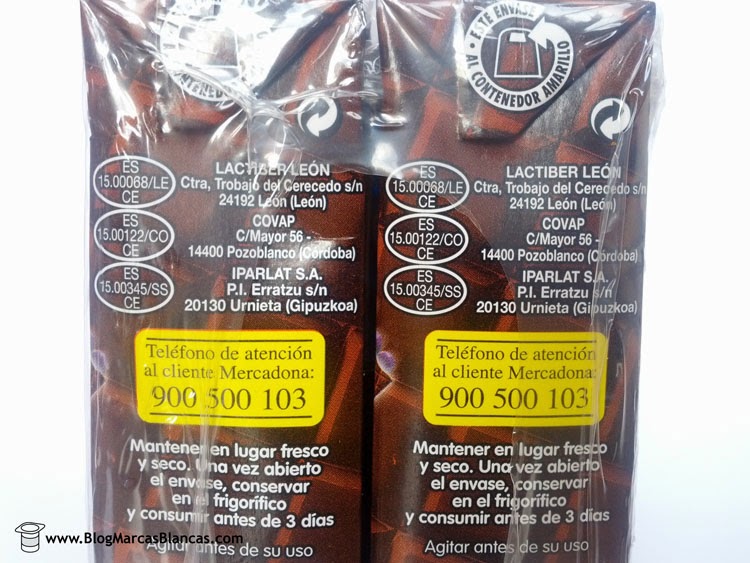 ESTE ENVASE
AL CONTENEDOR AMARILLO
ES
15.00068/LE
CE
LACTIBER LEÓN
Ctra, Trobajo del Cerecedo s/n
24192 León (León)
ES
15.00122/CO
CE
COVAP
C/Mayor 56 -
14400 Pozoblanco (Córdoba)
ES
15.00345/SS
CE
IPARLAT S.A.
P.I. Erratzu s/n
20130 Urnieta (Gipuzkoa)
Teléfono de atención
al cliente Mercadona:
900 500 103
Mantener en lugar fresco
y seco. Una vez abierto
el envase, conservar
en el frigorífico
y consumir antes de 3 días
Agitar antes de su uso
ES
15.00068/LE
CE
LACTIBER LEÓN
Ctra, Trobajo del Cerecedo s/n
24192 León (León)
ES
15.00122/CO
CE
COVAP
C/Mayor 56 -
14400 Pozoblanco (Córdoba)
ES
15.00345/SS
CE
IPARLAT S.A.
P.I. Erratzu s/n
20130 Urnieta (Gipuzkoa)
Teléfono de atención
al cliente Mercadona:
900 500 103
Mantener en lugar fresco
y seco. Una vez abierto
el envase, conservar
en el frigorífico
y consumir antes de 3 días
Agitar antes de su uso
www.BlogMarcasBlancas.com